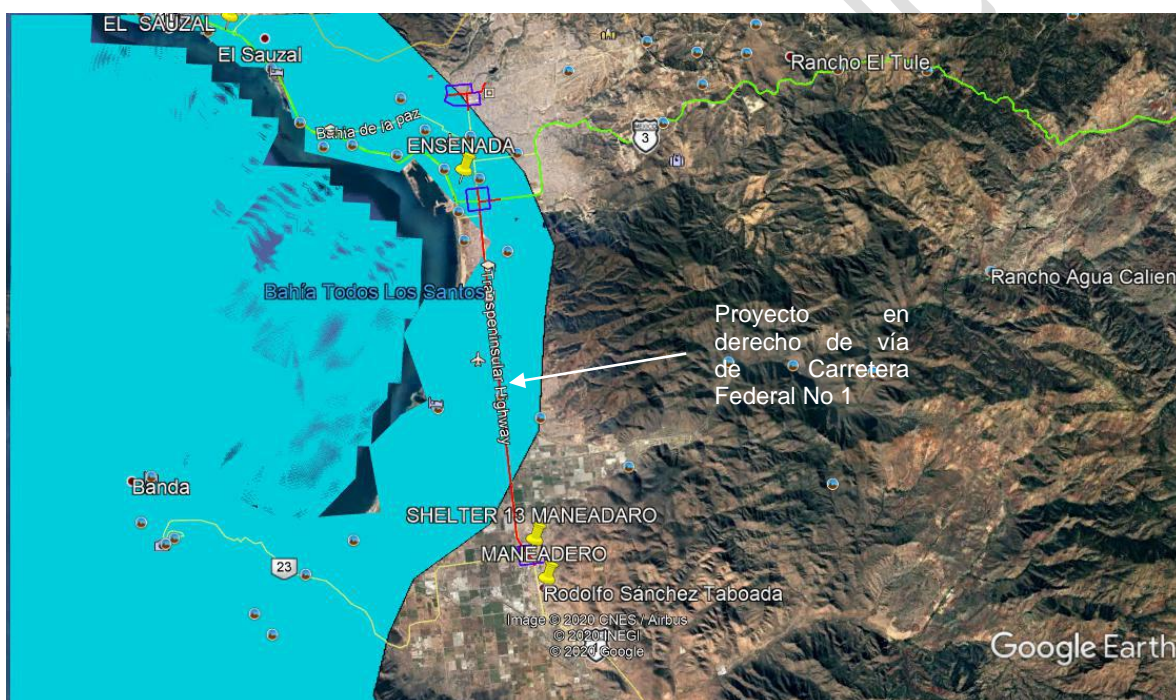 EL SAUZAL
El Sauzal
Rancho El Tule
Bahia de la paz
MEXICO
3
ENSENADA
Rancho Agua Calien
Bahía Todos Los Santos
Transpeninsular Highway
Proyecto en
derecho de vía
de Carretera
Federal No 1
Banda
SHELTER 13 MANEADARO
MANEADERO
23
Rodolfo Sánchez Taboada
Image © 2020 CNES / Airbus
© 2020 INEGI
© 2020 Google
Google Earth